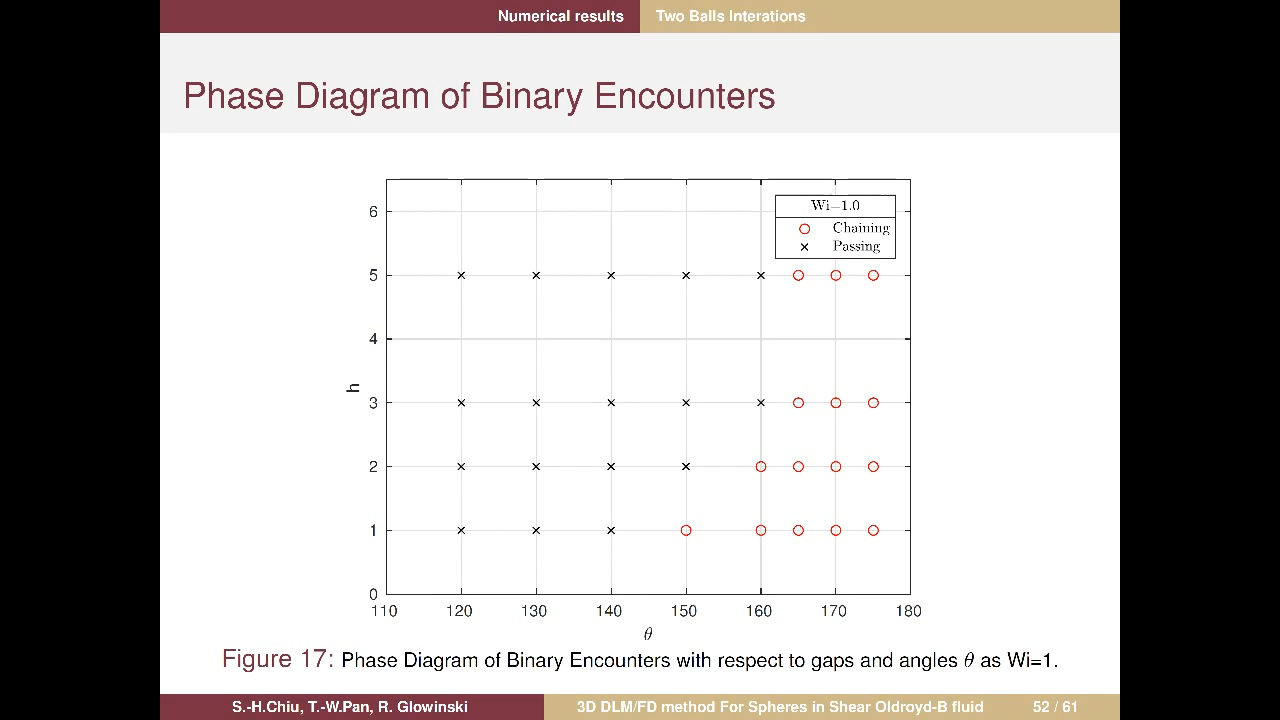 Numerical results
Two Balls Interations
Phase Diagram of Binary Encounters
Wi=1.0
Chaining
Passing
6
5
4
3
2
1
0
h
110 120 130 140 150 160 170 180
θ
Figure 17: Phase Diagram of Binary Encounters with respect to gaps and angles θ as Wi=1.
S.-H.Chiu, T.-W.Pan, R. Glowinski
3D DLM/FD method For Spheres in Shear Oldroyd-B fluid
52 / 61